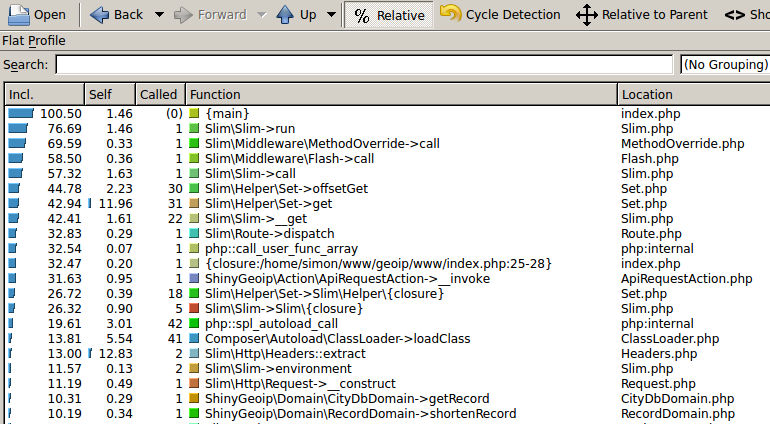 Open Back Forward Up % Relative Cycle Detection Relative to Parent <> Sho
Flat Profile
Search: (No Grouping)
Incl. Self Called Function Location
100.50 1.46 (0) {main} index.php
76.69 1.46 1 Slim\Slim->run Slim.php
69.59 0.33 1 Slim\Middleware\MethodOverride->call MethodOverride.php
58.50 0.36 1 Slim\Middleware\Flash->call Flash.php
57.32 1.63 1 Slim\Slim->call Slim.php
44.78 2.23 30 Slim\Helper\Set->offsetGet Set.php
42.94 11.96 31 Slim\Helper\Set->get Set.php
42.41 1.61 22 Slim\Slim->__get Slim.php
32.83 0.29 1 Slim\Route->dispatch Route.php
32.54 0.07 1 php::call_user_func_array php:internal
32.47 0.20 1 {closure:/home/simon/www/geoip/www/index.php:25-28} index.php
31.63 0.95 1 ShinyGeoip\Action\ApiRequestAction->__invoke ApiRequestAction.php
26.72 0.39 18 Slim\Helper\Set->Slim\Helper\{closure} Set.php
26.32 0.90 5 Slim\Slim->Slim\{closure} Slim.php
19.61 3.01 42 php::spl_autoload_call php:internal
13.81 5.54 41 Composer\Autoload\ClassLoader->loadClass ClassLoader.php
13.00 12.83 2 Slim\Http\Headers::extract Headers.php
11.57 0.13 2 Slim\Slim->environment Slim.php
11.19 0.49 1 Slim\Http\Request->__construct Request.php
10.31 0.29 1 ShinyGeoip\Domain\CityDbDomain->getRecord CityDbDomain.php
10.19 0.34 1 ShinyGeoip\Domain\RecordDomain->shortenRecord RecordDomain.php